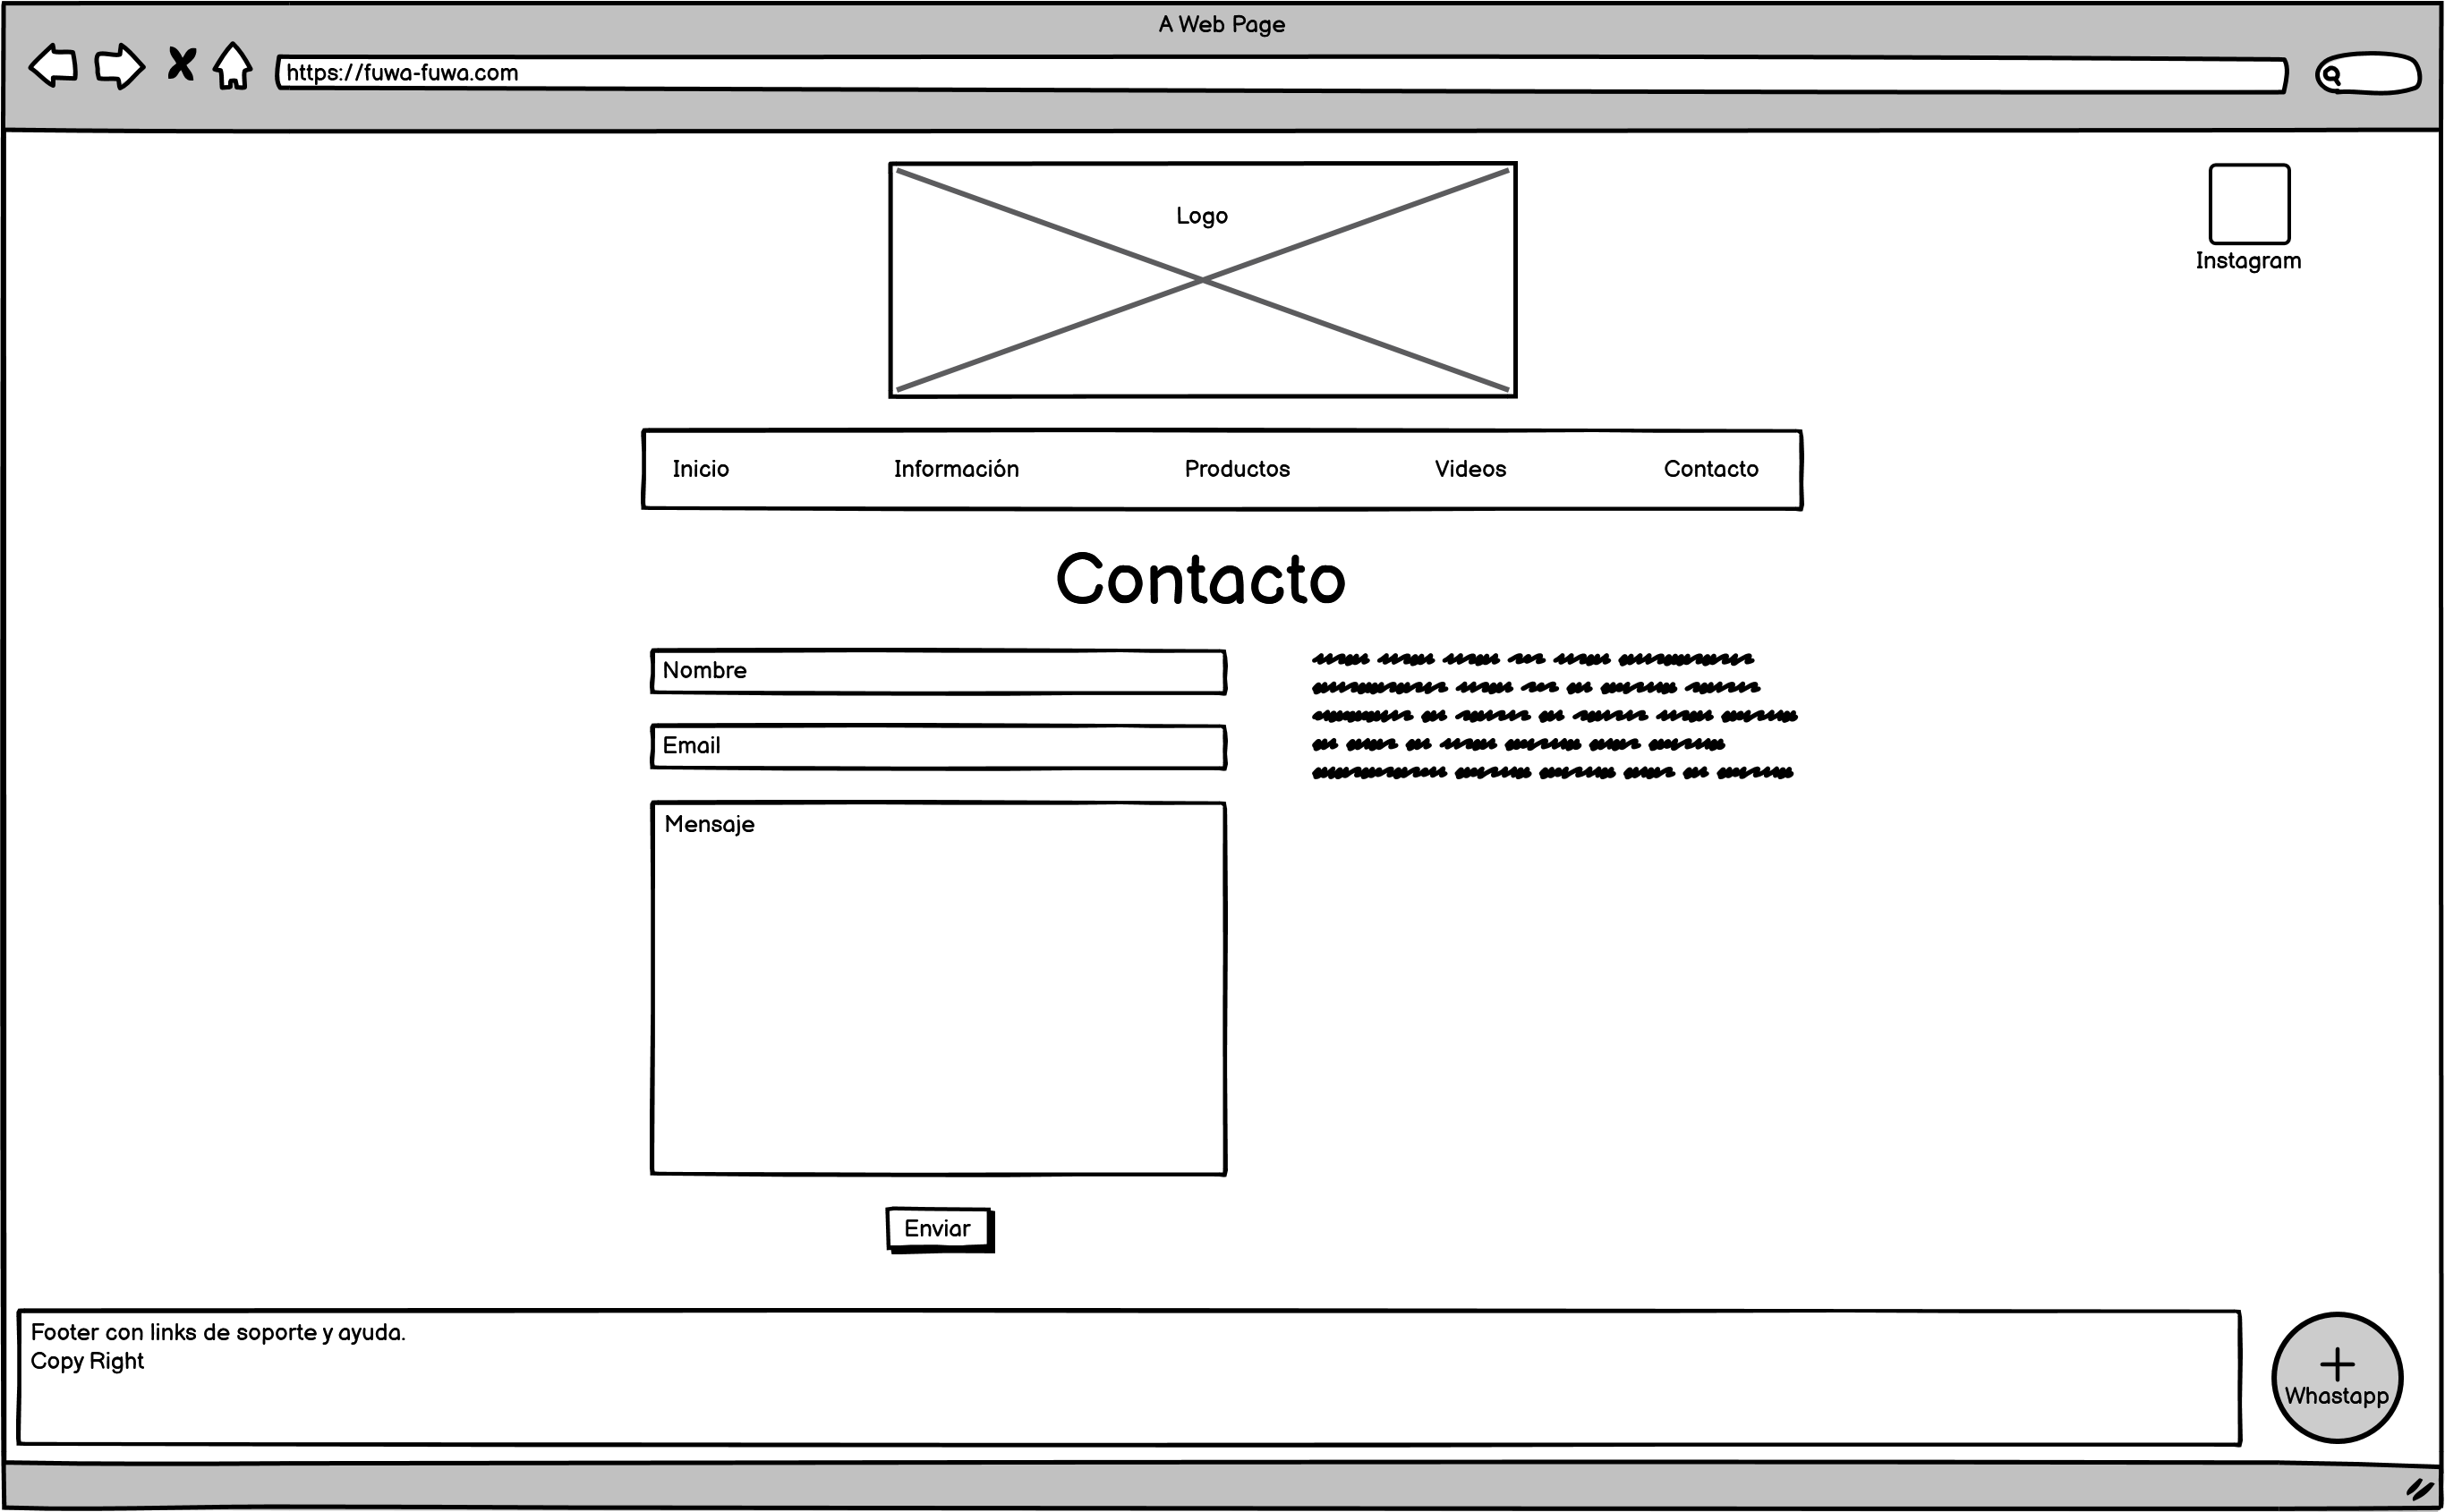 A Web Page
https://fuwa-fuwa.com
Logo
Instagram
Inicio Información Productos Videos Contacto
Contacto
Nombre
Email
Mensaje
Enviar
Footer con links de soporte y ayuda.
Copy Right
Whastapp